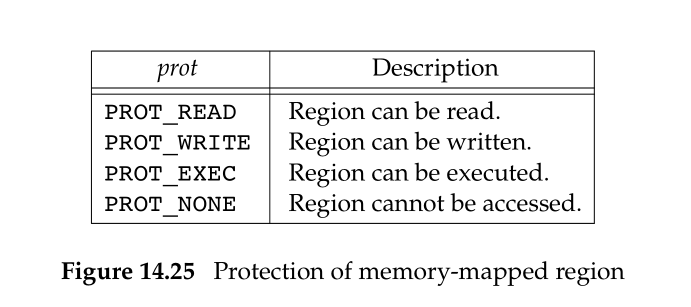 prot Description
PROT_READ Region can be read.
PROT_WRITE Region can be written.
PROT_EXEC Region can be executed.
PROT_NONE Region cannot be accessed.
Figure 14.25 Protection of memory-mapped region